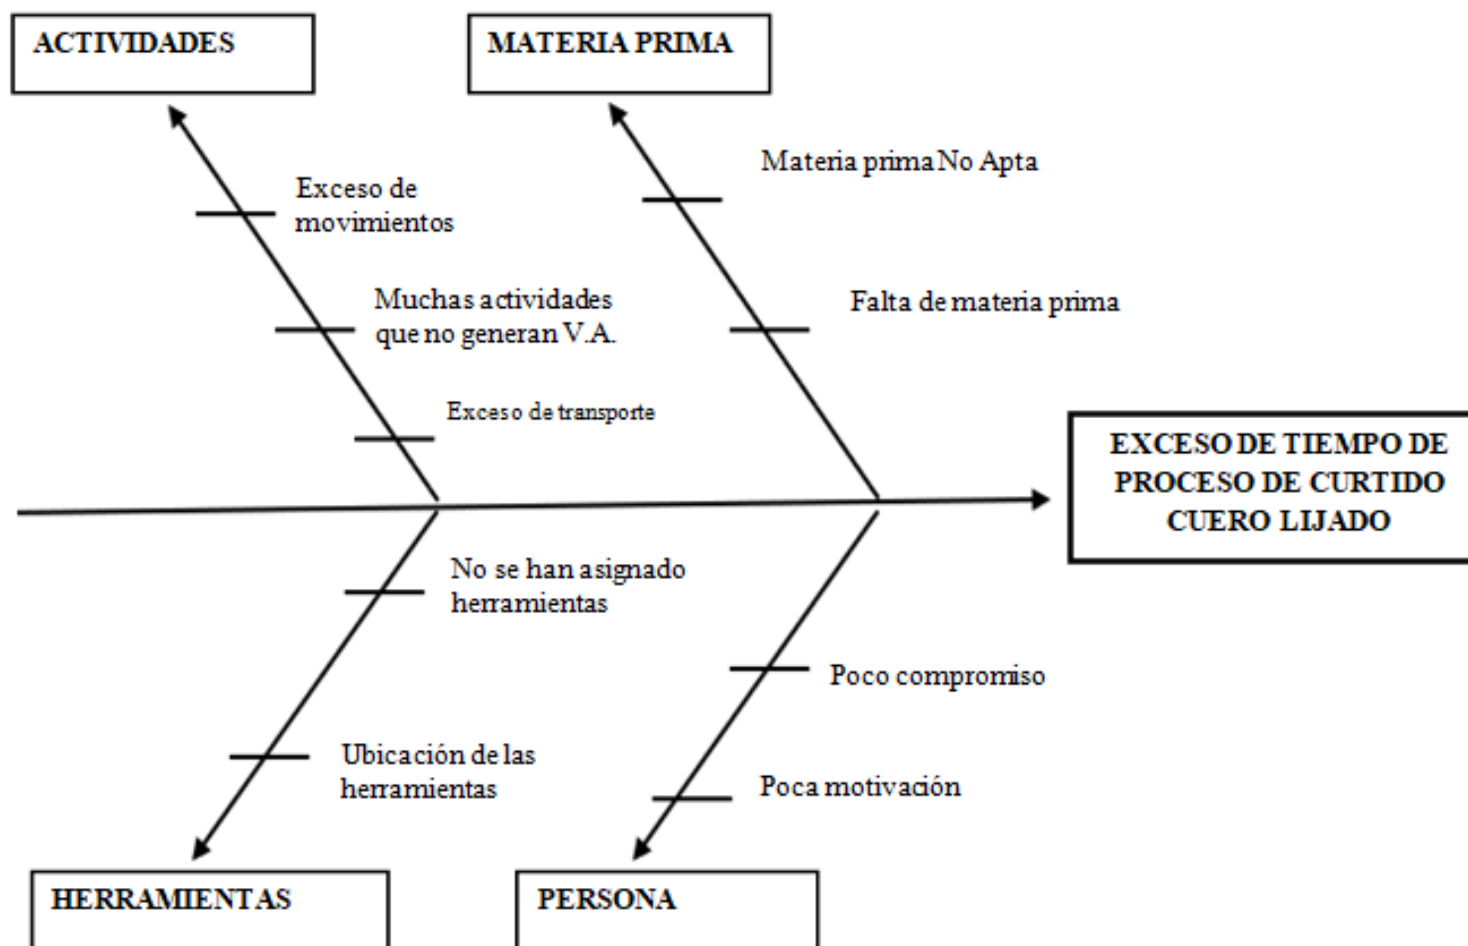 ACTIVIDADES
MATERIA PRIMA
Materia prima No Apta
Exceso de
movimientos
Muchas actividades
que no generan V.A.
Falta de materia prima
Exceso de transporte
EXCESO DE TIEMPO DE
PROCESO DE CURTIDO
CUERO LIJADO
No se han asignado
herramientas
Poco compromiso
Ubicación de las
herramientas
Poca motivación
HERRAMIENTAS
PERSONA